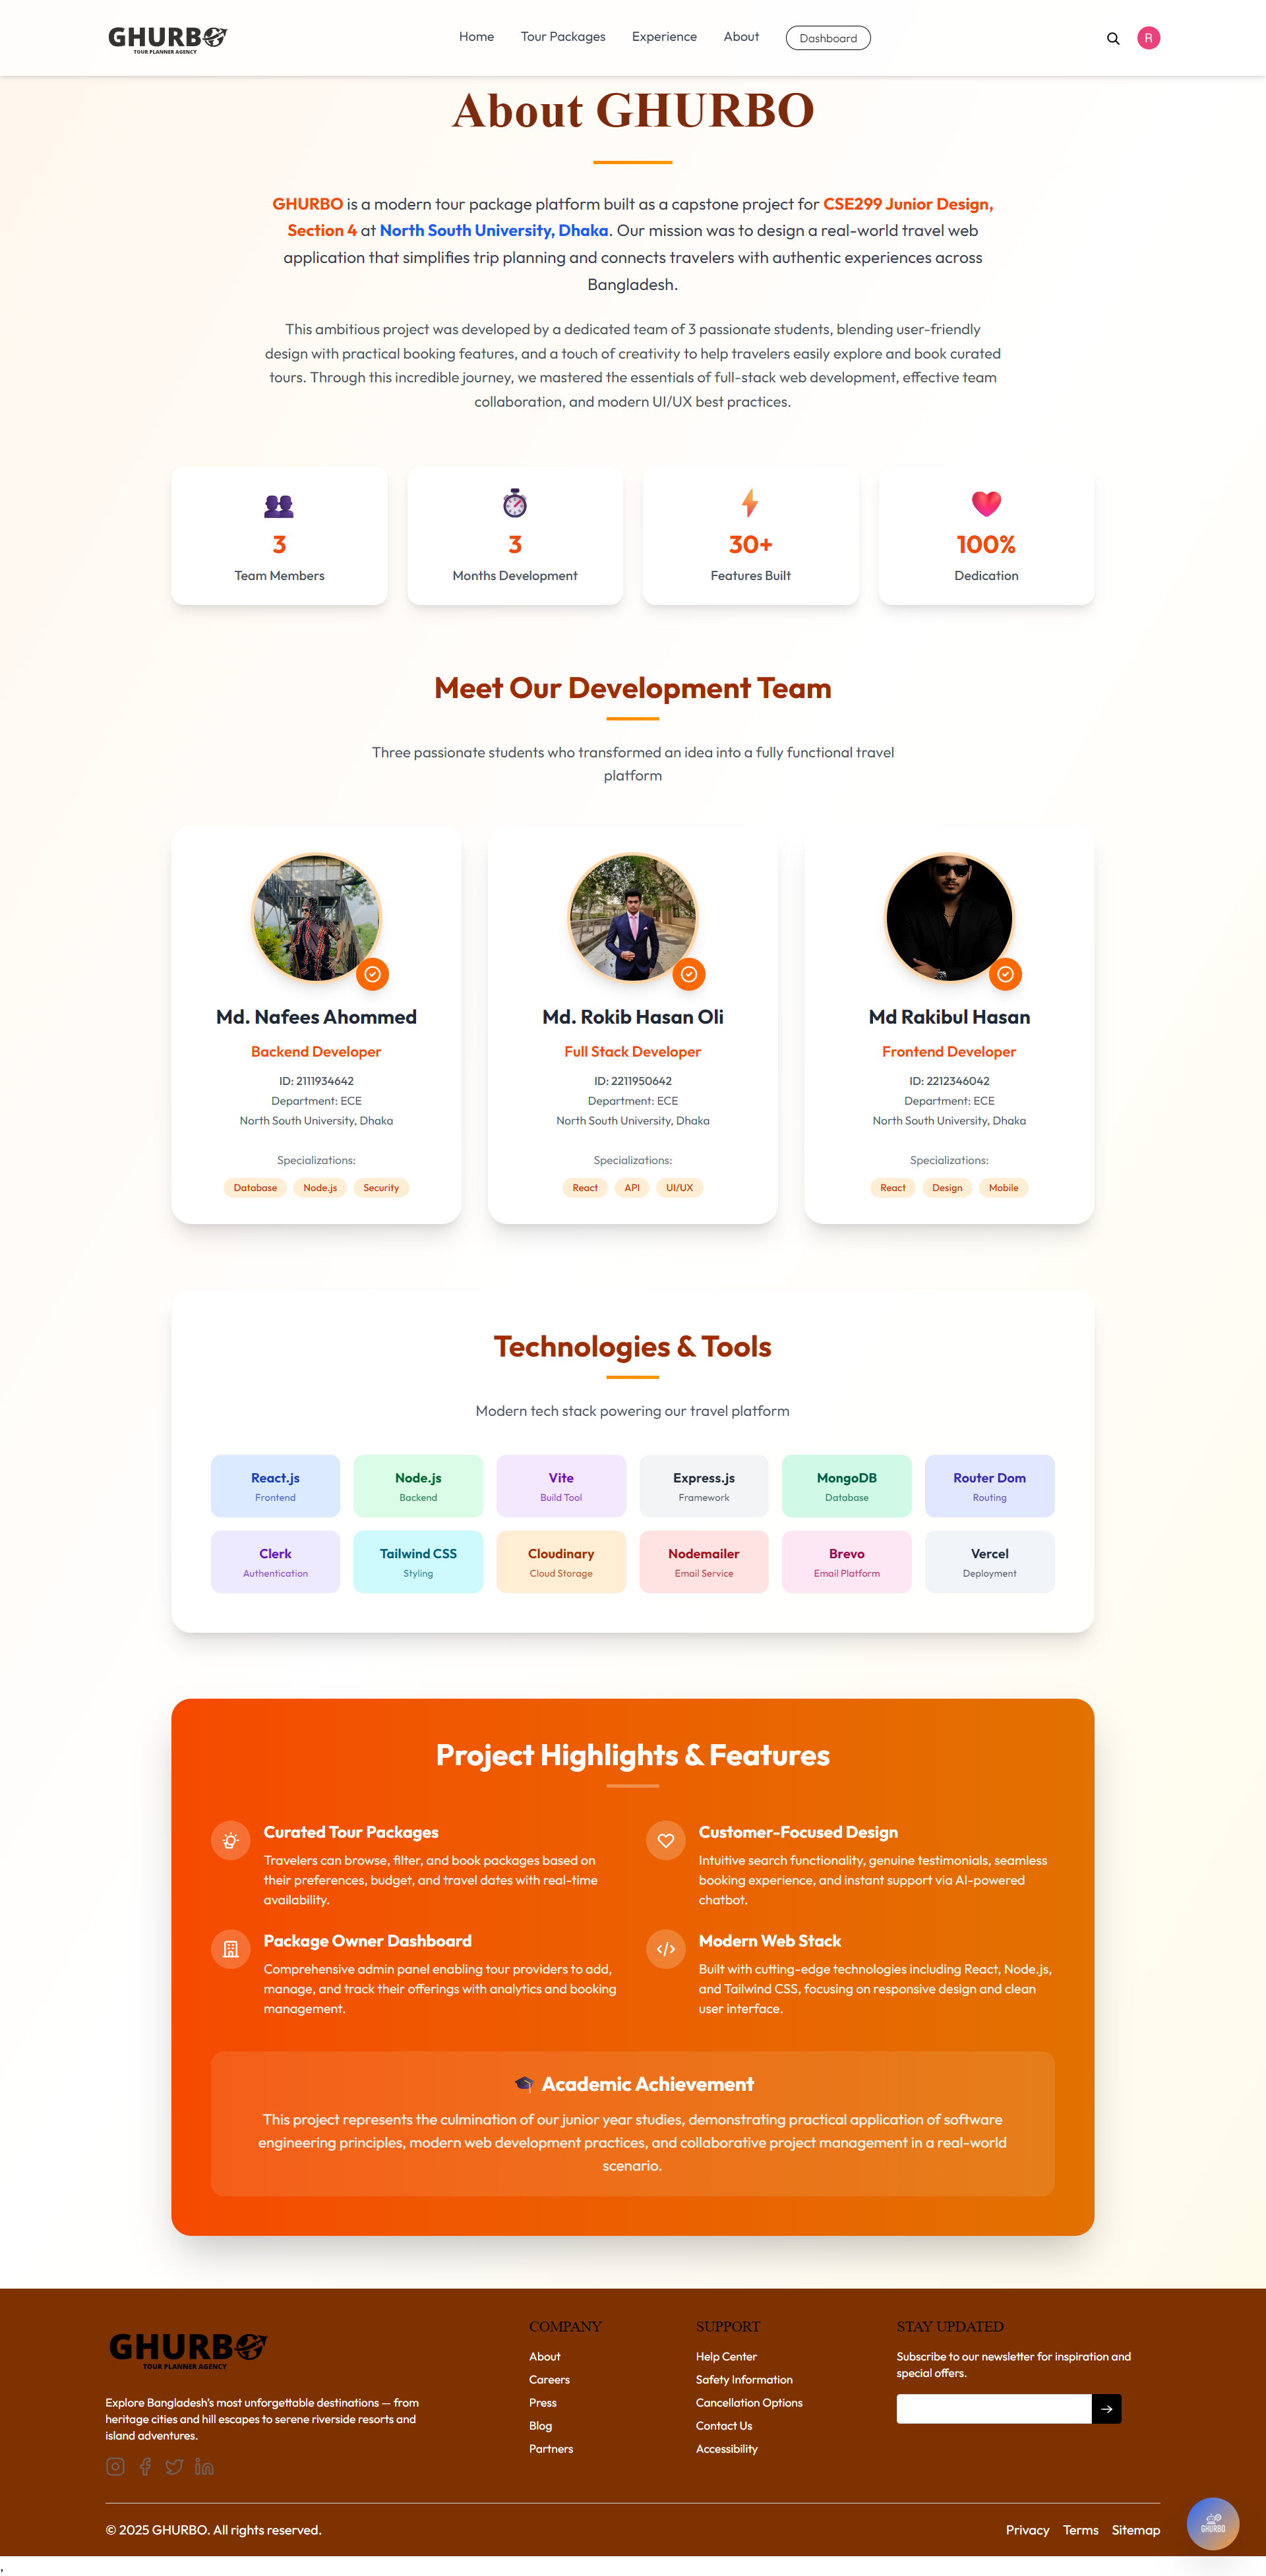 GHURBO
TOUR PLANNER AGENCY
Home
Tour Packages
Experience
About
Dashboard
R
About GHURBO
GHURBO is a modern tour package platform built as a capstone project for CSE299 Junior Design,
Section 4 at North South University, Dhaka. Our mission was to design a real-world travel web
application that simplifies trip planning and connects travelers with authentic experiences across
Bangladesh.
This ambitious project was developed by a dedicated team of 3 passionate students, blending user-friendly
design with practical booking features, and a touch of creativity to help travelers easily explore and book curated
tours. Through this incredible journey, we mastered the essentials of full-stack web development, effective team
collaboration, and modern UI/UX best practices.
3
Team Members
3
Months Development
30+
Features Built
100%
Dedication
Meet Our Development Team
Three passionate students who transformed an idea into a fully functional travel
platform
Md. Nafees Ahommed
Backend Developer
ID: 2111934642
Department: ECE
North South University, Dhaka
Specializations:
Database
Node.js
Security
Md. Rokib Hasan Oli
Full Stack Developer
ID: 2211950642
Department: ECE
North South University, Dhaka
Specializations:
React
API
UI/UX
Md Rakibul Hasan
Frontend Developer
ID: 2212346042
Department: ECE
North South University, Dhaka
Specializations:
React
Design
Mobile
Technologies & Tools
Modern tech stack powering our travel platform
React.js
Frontend
Node.js
Backend
Vite
Build Tool
Express.js
Framework
MongoDB
Database
Router Dom
Routing
Clerk
Authentication
Tailwind CSS
Styling
Cloudinary
Cloud Storage
Nodemailer
Email Service
Brevo
Email Platform
Vercel
Deployment
Project Highlights & Features
Curated Tour Packages
Travelers can browse, filter, and book packages based on
their preferences, budget, and travel dates with real-time
availability.
Customer-Focused Design
Intuitive search functionality, genuine testimonials, seamless
booking experience, and instant support via AI-powered
chatbot.
Package Owner Dashboard
Comprehensive admin panel enabling tour providers to add,
manage, and track their offerings with analytics and booking
management.
Modern Web Stack
Built with cutting-edge technologies including React, Node.js,
and Tailwind CSS, focusing on responsive design and clean
user interface.
Academic Achievement
This project represents the culmination of our junior year studies, demonstrating practical application of software
engineering principles, modern web development practices, and collaborative project management in a real-world
scenario.
GHURBO
TOUR PLANNER AGENCY
Explore Bangladesh's most unforgettable destinations — from
heritage cities and hill escapes to serene riverside resorts and
island adventures.
COMPANY
About
Careers
Press
Blog
Partners
SUPPORT
Help Center
Safety Information
Cancellation Options
Contact Us
Accessibility
STAY UPDATED
Subscribe to our newsletter for inspiration and
special offers.
© 2025 GHURBO. All rights reserved.
Privacy
Terms
Sitemap
GHURBO
,